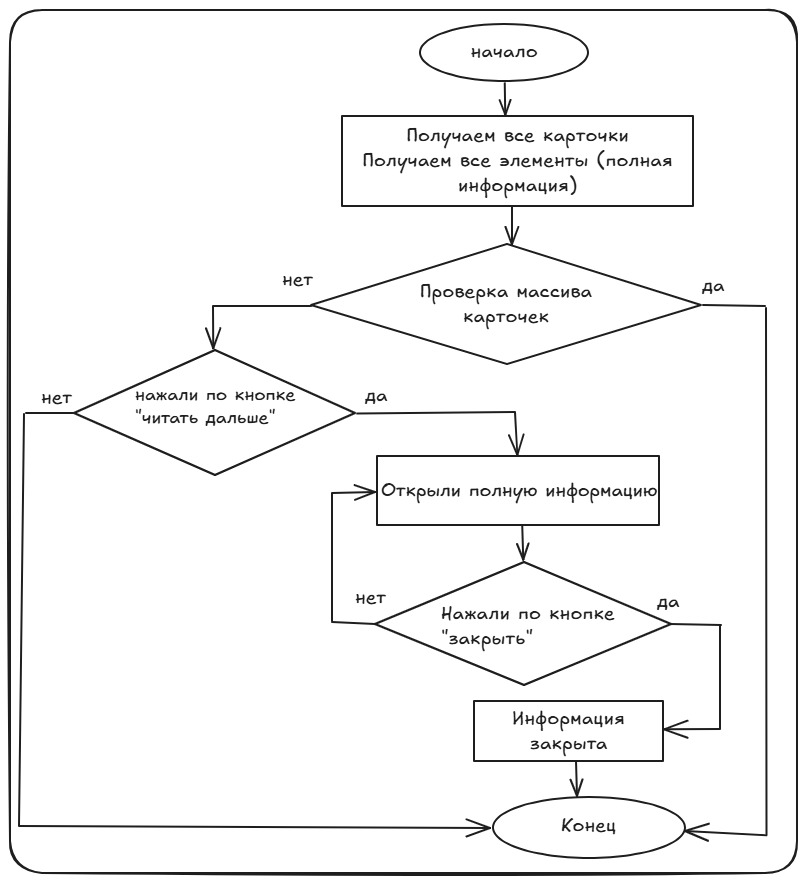 начало
Получаем все карточки
Получаем все элементы (полная
информация)
нет
да
Проверка массива
карточек
нет
да
нажали по кнопке
"читать дальше"
Открыли полную информацию
нет
да
Нажали по кнопке
"закрыть"
Информация
закрыта
Конец